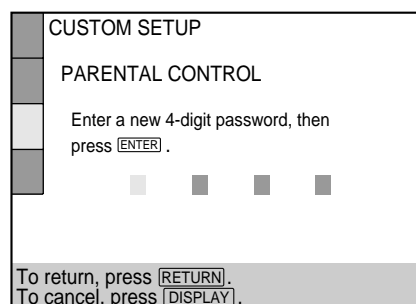 CUSTOM SETUP
PARENTAL CONTROL
Enter a new 4-digit password, then
press ENTER .
To return, press RETURN.
To cancel, press DISPLAY.